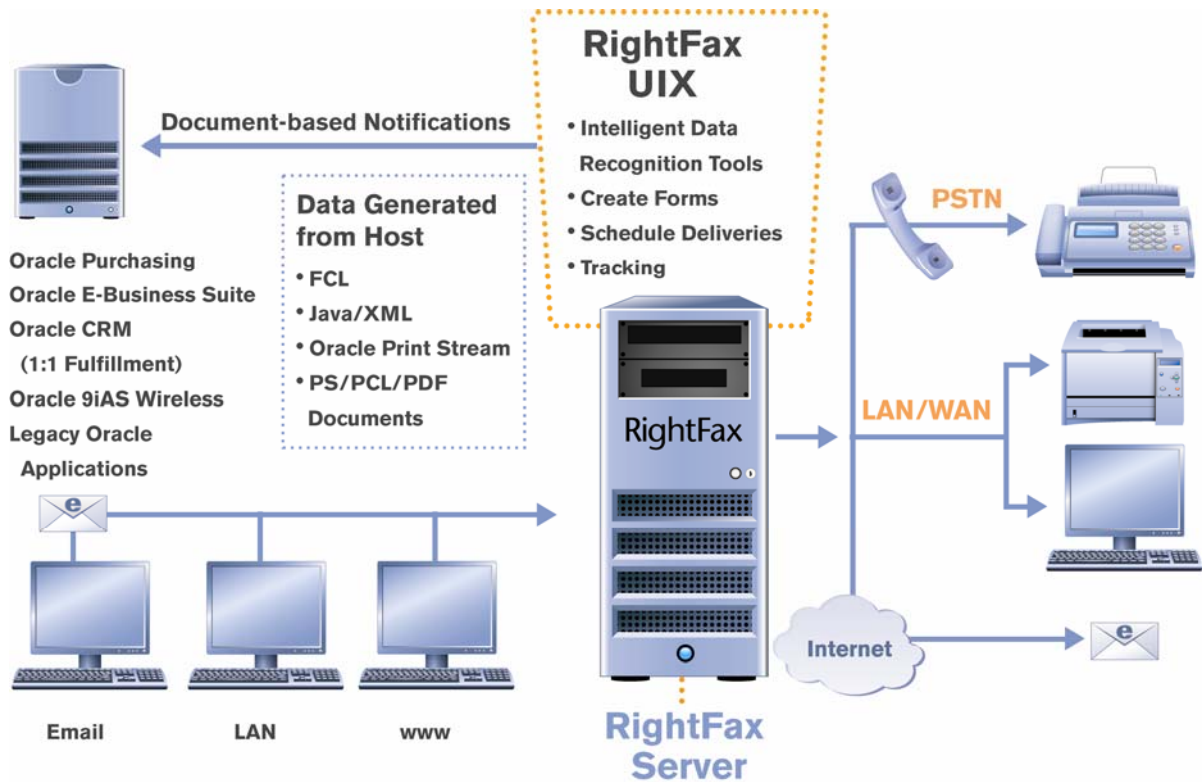 RightFax
UIX
• Intelligent Data
Recognition Tools
• Create Forms
• Schedule Deliveries
• Tracking
Document-based Notifications
Data Generated
from Host
• FCL
• Java/XML
• Oracle Print Stream
• PS/PCL/PDF
Documents
Oracle Purchasing
Oracle E-Business Suite
Oracle CRM
(1:1 Fulfillment)
Oracle 9iAS Wireless
Legacy Oracle
Applications
e
Email
LAN
www
RightFax
RightFax
Server
PSTN
LAN/WAN
Internet
e